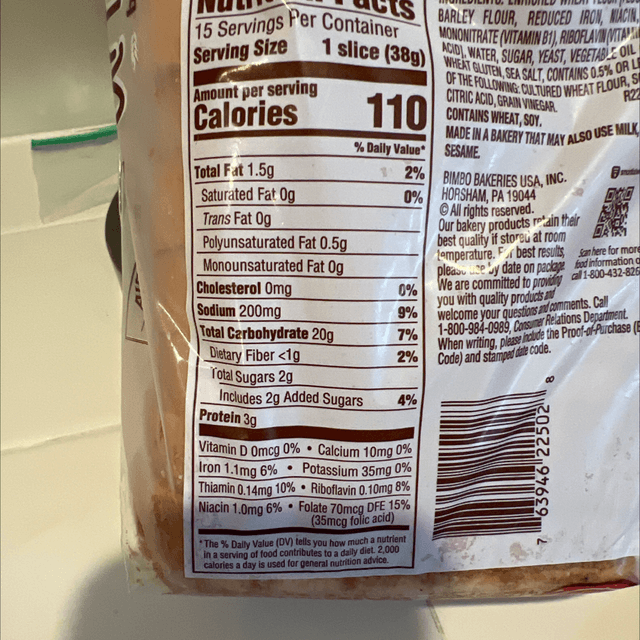 15 Servings Per Container
Serving Size 1 slice (38g)
Amount per serving
Calories 110
% Daily Value*
Total Fat 1.5g 2%
Saturated Fat 0g 0%
Trans Fat 0g
Polyunsaturated Fat 0.5g
Monounsaturated Fat 0g
Cholesterol 0mg 0%
Sodium 200mg 9%
Total Carbohydrate 20g 7%
Dietary Fiber <1g 2%
Total Sugars 2g
Includes 2g Added Sugars 4%
Protein 3g
Vitamin D 0mcg 0% • Calcium 10mg 0%
Iron 1.1mg 6% • Potassium 35mg 0%
Thiamin 0.14mg 10% • Riboflavin 0.10mg 8%
Niacin 1.0mg 6% • Folate 70mcg DFE 15%
(35mcg folic acid)
*The % Daily Value (DV) tells you how much a nutrient
in a serving of food contributes to a daily diet. 2,000
calories a day is used for general nutrition advice.
BARLEY FLOUR, REDUCED IRON,
MONONITRATE (VITAMIN B1), RIBOFLAVIN
ACID), WATER, SUGAR, YEAST, VEGETABLE OIL
WHEAT GLUTEN, SEA SALT, CONTAINS 0.5% OR
OF THE FOLLOWING: CULTURED WHEAT FLOUR,
CITRIC ACID, GRAIN VINEGAR.
R22
CONTAINS WHEAT, SOY.
MADE IN A BAKERY THAT MAY ALSO USE MILK
SESAME.
BIMBO BAKERIES USA, INC.
HORSHAM, PA 19044
© All rights reserved.
Our bakery products retain their
best quality if stored at room
temperature. For best results,
please use by date on package.
We are committed to providing
you with quality products and
welcome your questions and comments. Call
1-800-984-0989, Consumer Relations Department.
When writing, please include the Proof-of-Purchase
Code) and stamped date code.
Scan here for more
food information or
call 1-800-432-826
7 63946 22502 8